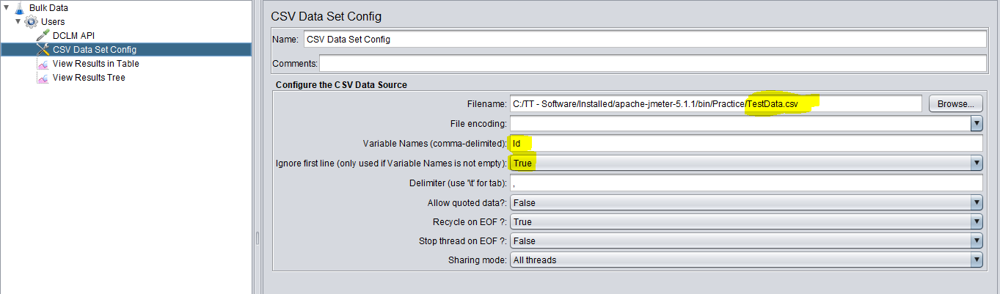 Bulk Data
Users
DCLM API
CSV Data Set Config
View Results in Table
View Results Tree
CSV Data Set Config
Name: CSV Data Set Config
Comments:
Configure the CSV Data Source
Filename: C:/TT - Software/Installed/apache-jmeter-5.1.1/bin/Practice/TestData.csv Browse...
File encoding:
Variable Names (comma-delimited): Id
Ignore first line (only used if Variable Names is not empty): True
Delimiter (use '\t' for tab): ,
Allow quoted data?: False
Recycle on EOF ?: True
Stop thread on EOF ?: False
Sharing mode: All threads